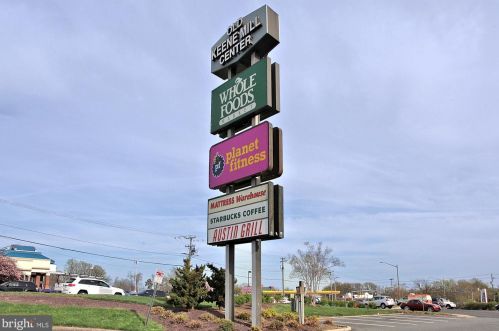 OLD
KEENE MILL
CENTER
WHOLE
FOODS
MARKET
planet
fitness
MATTRESS Warehouse
STARBUCKS COFFEE
AUSTIN GRILL
bright MLS